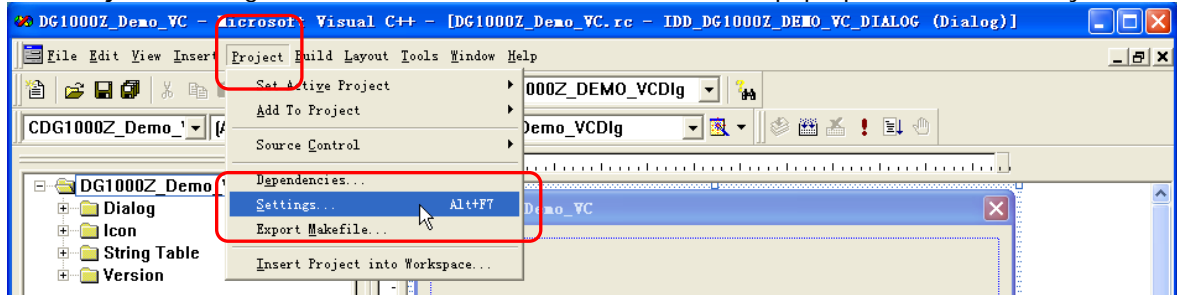 DG1000Z_Demo_VC - Microsoft Visual C++ - [DG1000Z_Demo_VC.rc - IDD_DG1000Z_DEMO_VC_DIALOG (Dialog)]
File Edit View Insert Project Build Layout Tools Window Help
Set Active Project
000Z_DEMO_VCDlg
Add To Project
CDG1000Z_Demo_
Demo_VCDlg
Source Control
Dependencies...
DG1000Z_Demo_
Settings... Alt+F7
Demo_VC
Dialog
Export Makefile...
Icon
String Table
Insert Project into Workspace...
Version